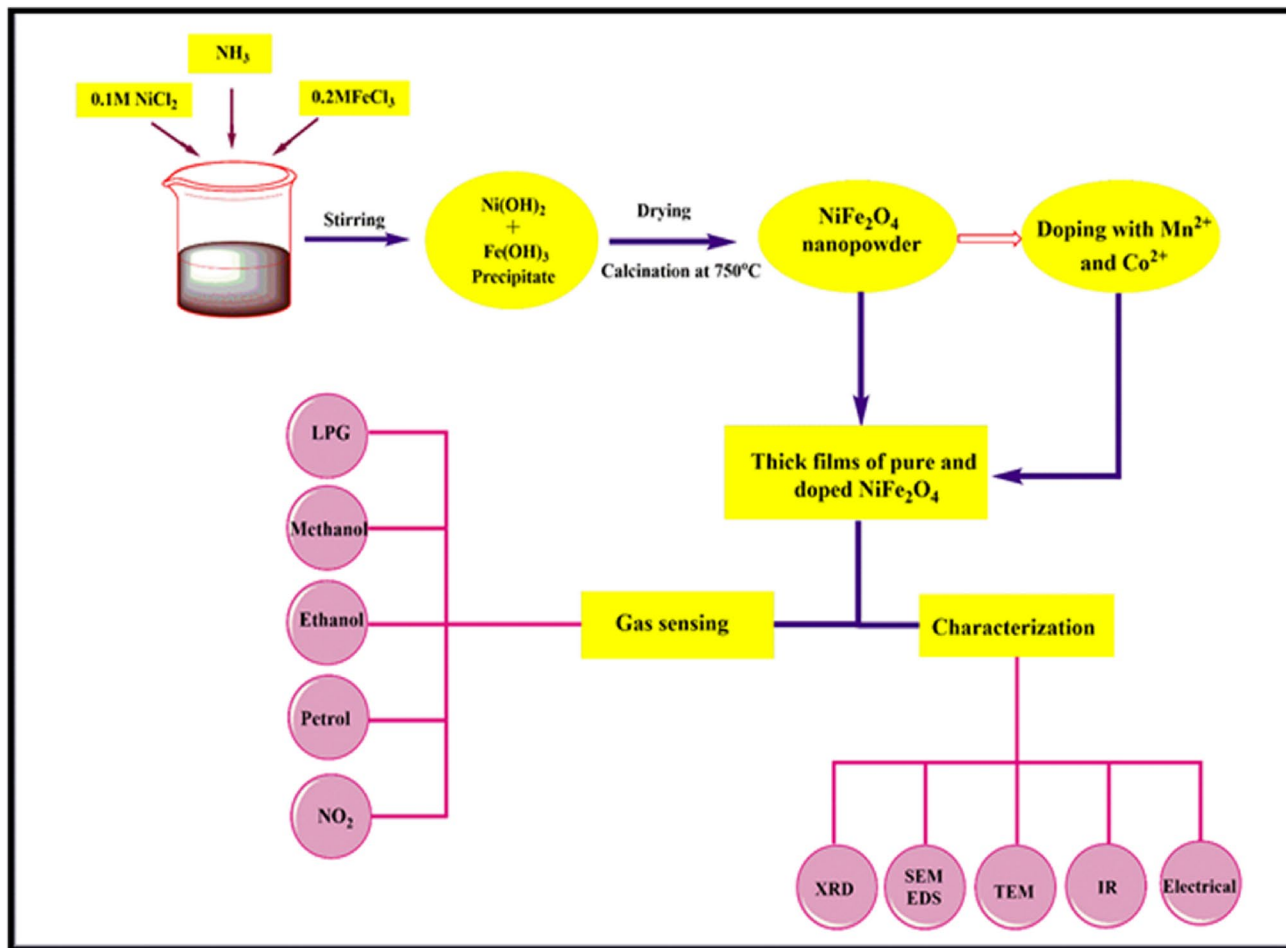 NH₃
0.1M NiCl₂
0.2MFeCl₃
Stirring
Ni(OH)₂
+
Fe(OH)₃
Precipitate
Drying
Calcination at 750°C
NiFe₂O₄
nanopowder
Doping with Mn²⁺
and Co²⁺
Thick films of pure and
doped NiFe₂O₄
Gas sensing
Characterization
LPG
Methanol
Ethanol
Petrol
NO₂
XRD
SEM
EDS
TEM
IR
Electrical